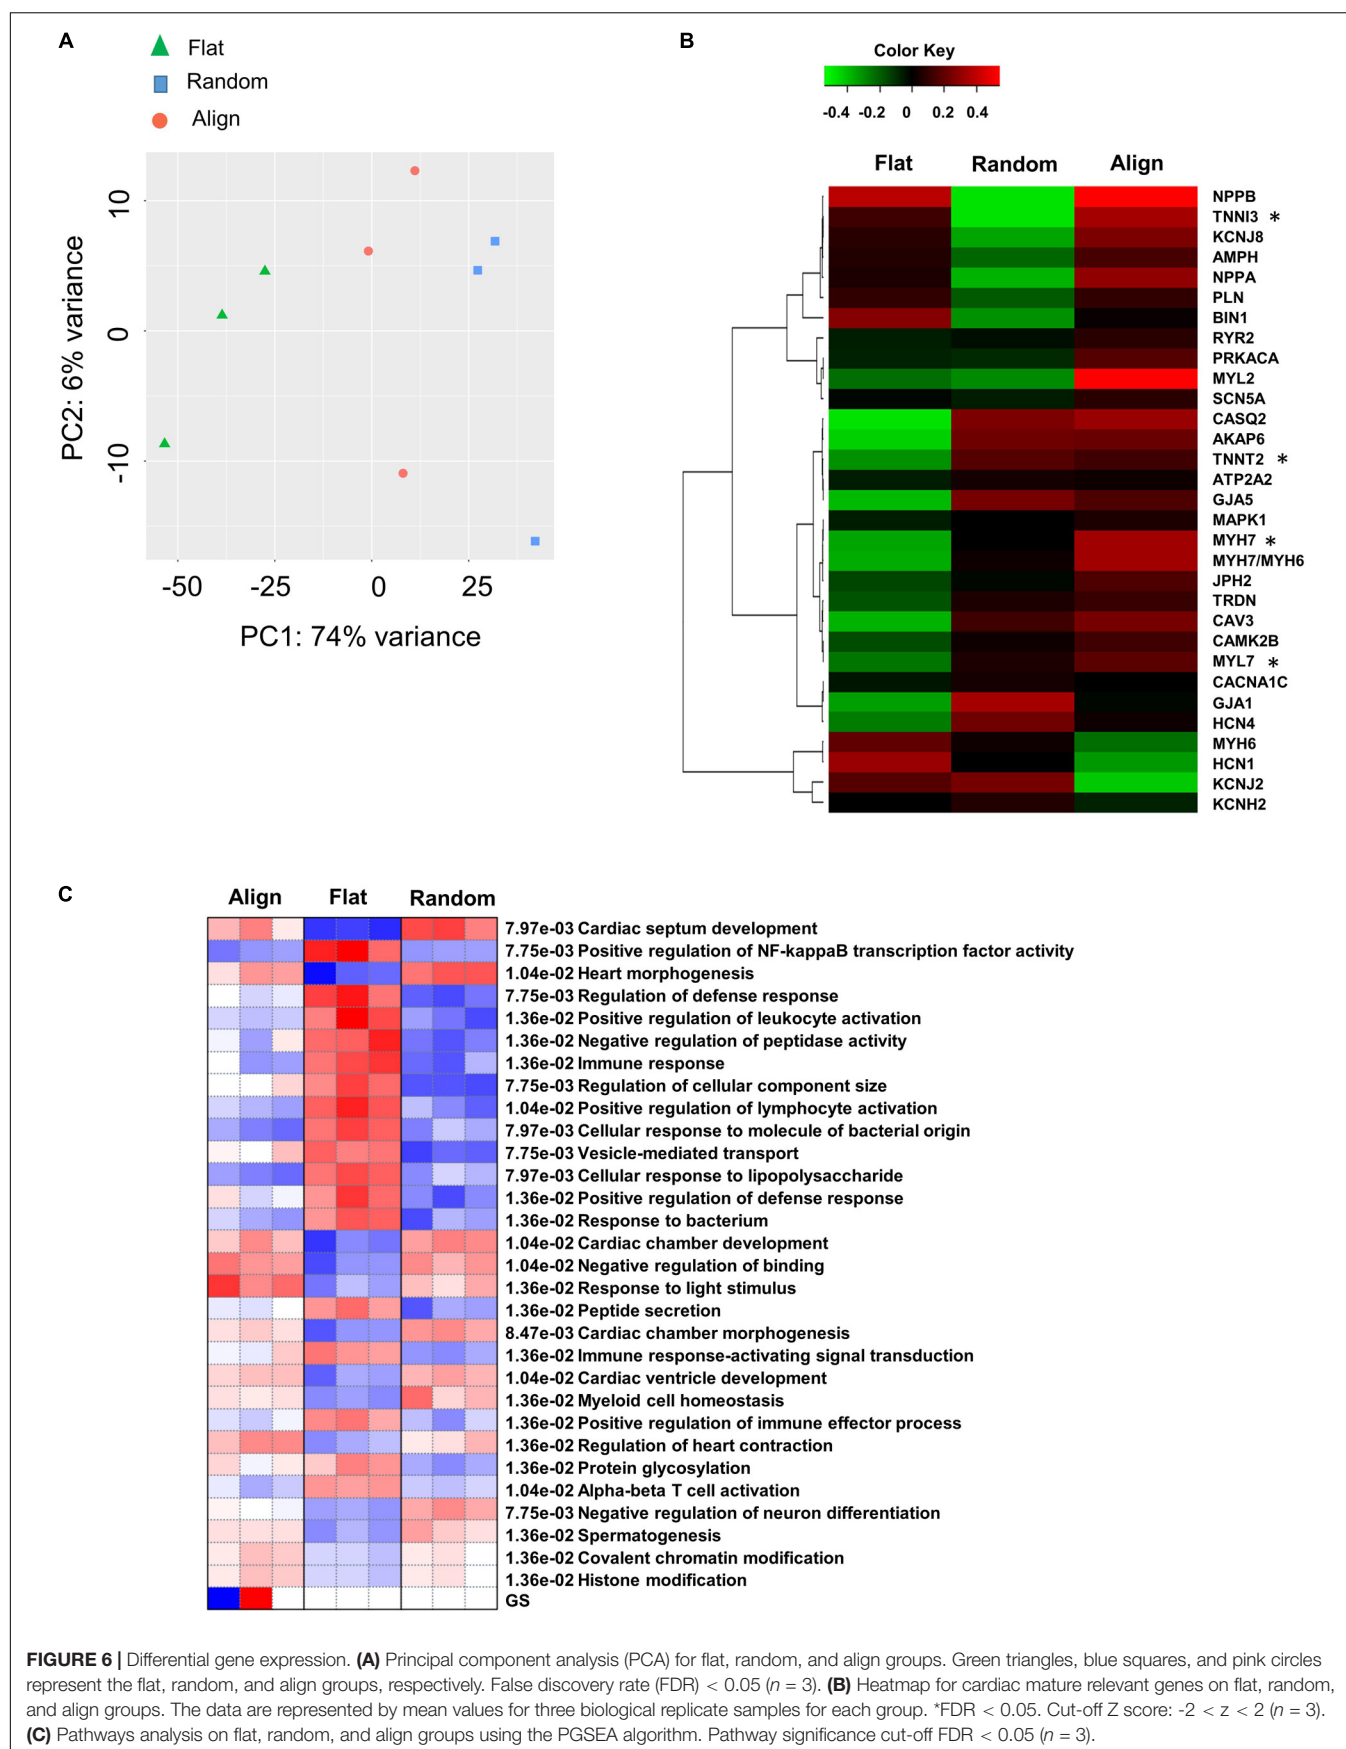 A
Flat
Random
Align
10
0
-10
PC2: 6% variance
-50 -25 0 25
PC1: 74% variance
B
Color Key
-0.4 -0.2 0 0.2 0.4
Flat Random Align
NPPB
TNNI3 *
KCNJ8
AMPH
NPPA
PLN
BIN1
RYR2
PRKACA
MYL2
SCN5A
CASQ2
AKAP6
TNNT2 *
ATP2A2
GJA5
MAPK1
MYH7 *
MYH7/MYH6
JPH2
TRDN
CAV3
CAMK2B
MYL7 *
CACNA1C
GJA1
HCN4
MYH6
HCN1
KCNJ2
KCNH2
C
Align Flat Random
7.97e-03 Cardiac septum development
7.75e-03 Positive regulation of NF-kappaB transcription factor activity
1.04e-02 Heart morphogenesis
7.75e-03 Regulation of defense response
1.36e-02 Positive regulation of leukocyte activation
1.36e-02 Negative regulation of peptidase activity
1.36e-02 Immune response
7.75e-03 Regulation of cellular component size
1.04e-02 Positive regulation of lymphocyte activation
7.97e-03 Cellular response to molecule of bacterial origin
7.75e-03 Vesicle-mediated transport
7.97e-03 Cellular response to lipopolysaccharide
1.36e-02 Positive regulation of defense response
1.36e-02 Response to bacterium
1.04e-02 Cardiac chamber development
1.04e-02 Negative regulation of binding
1.36e-02 Response to light stimulus
1.36e-02 Peptide secretion
8.47e-03 Cardiac chamber morphogenesis
1.36e-02 Immune response-activating signal transduction
1.04e-02 Cardiac ventricle development
1.36e-02 Myeloid cell homeostasis
1.36e-02 Positive regulation of immune effector process
1.36e-02 Regulation of heart contraction
1.36e-02 Protein glycosylation
1.04e-02 Alpha-beta T cell activation
7.75e-03 Negative regulation of neuron differentiation
1.36e-02 Spermatogenesis
1.36e-02 Covalent chromatin modification
1.36e-02 Histone modification
GS
FIGURE 6 | Differential gene expression. (A) Principal component analysis (PCA) for flat, random, and align groups. Green triangles, blue squares, and pink circles
represent the flat, random, and align groups, respectively. False discovery rate (FDR) < 0.05 (n = 3). (B) Heatmap for cardiac mature relevant genes on flat, random,
and align groups. The data are represented by mean values for three biological replicate samples for each group. *FDR < 0.05. Cut-off Z score: -2 < z < 2 (n = 3).
(C) Pathways analysis on flat, random, and align groups using the PGSEA algorithm. Pathway significance cut-off FDR < 0.05 (n = 3).